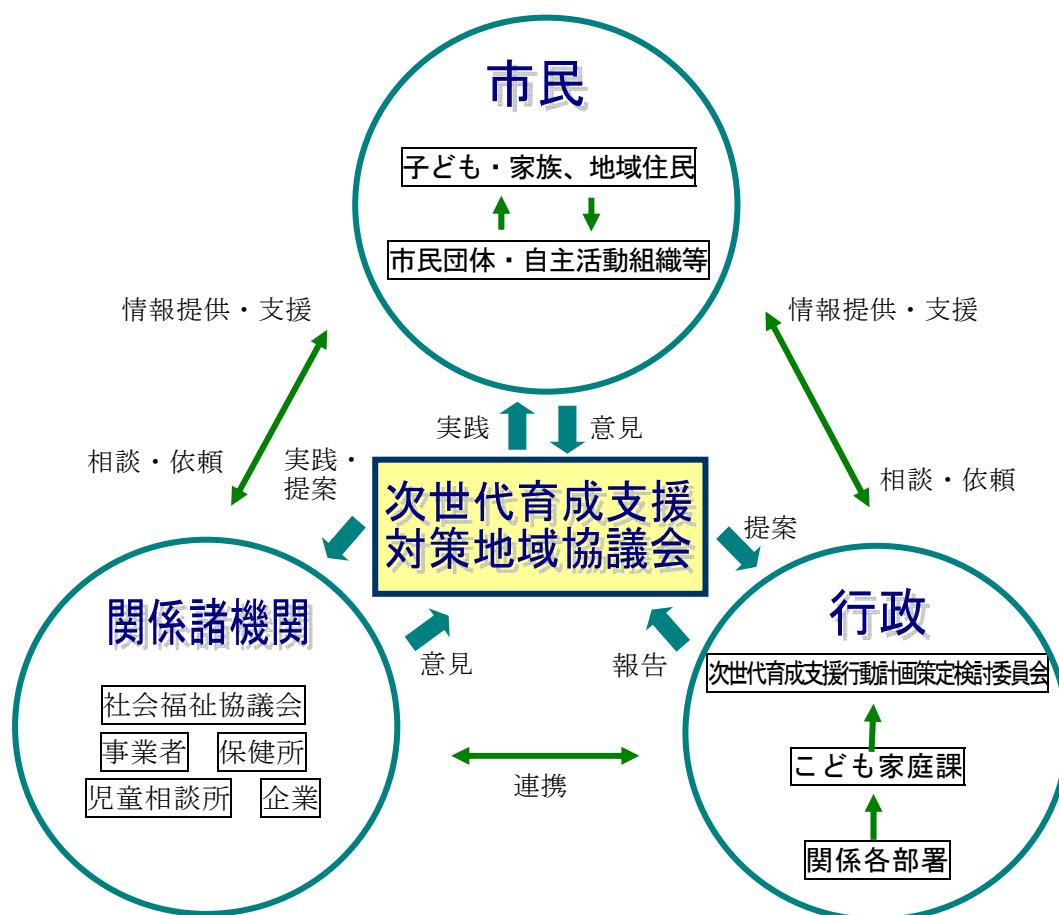 市民
子ども・家族、地域住民
市民団体・自主活動組織等
情報提供・支援
情報提供・支援
実践
意見
相談・依頼
実践・
提案
相談・依頼
次世代育成支援
対策地域協議会
提案
関係諸機関
意見
報告
行政
社会福祉協議会
事業者
保健所
児童相談所
企業
連携
次世代育成支援行動計画策定検討委員会
こども家庭課
関係各部署